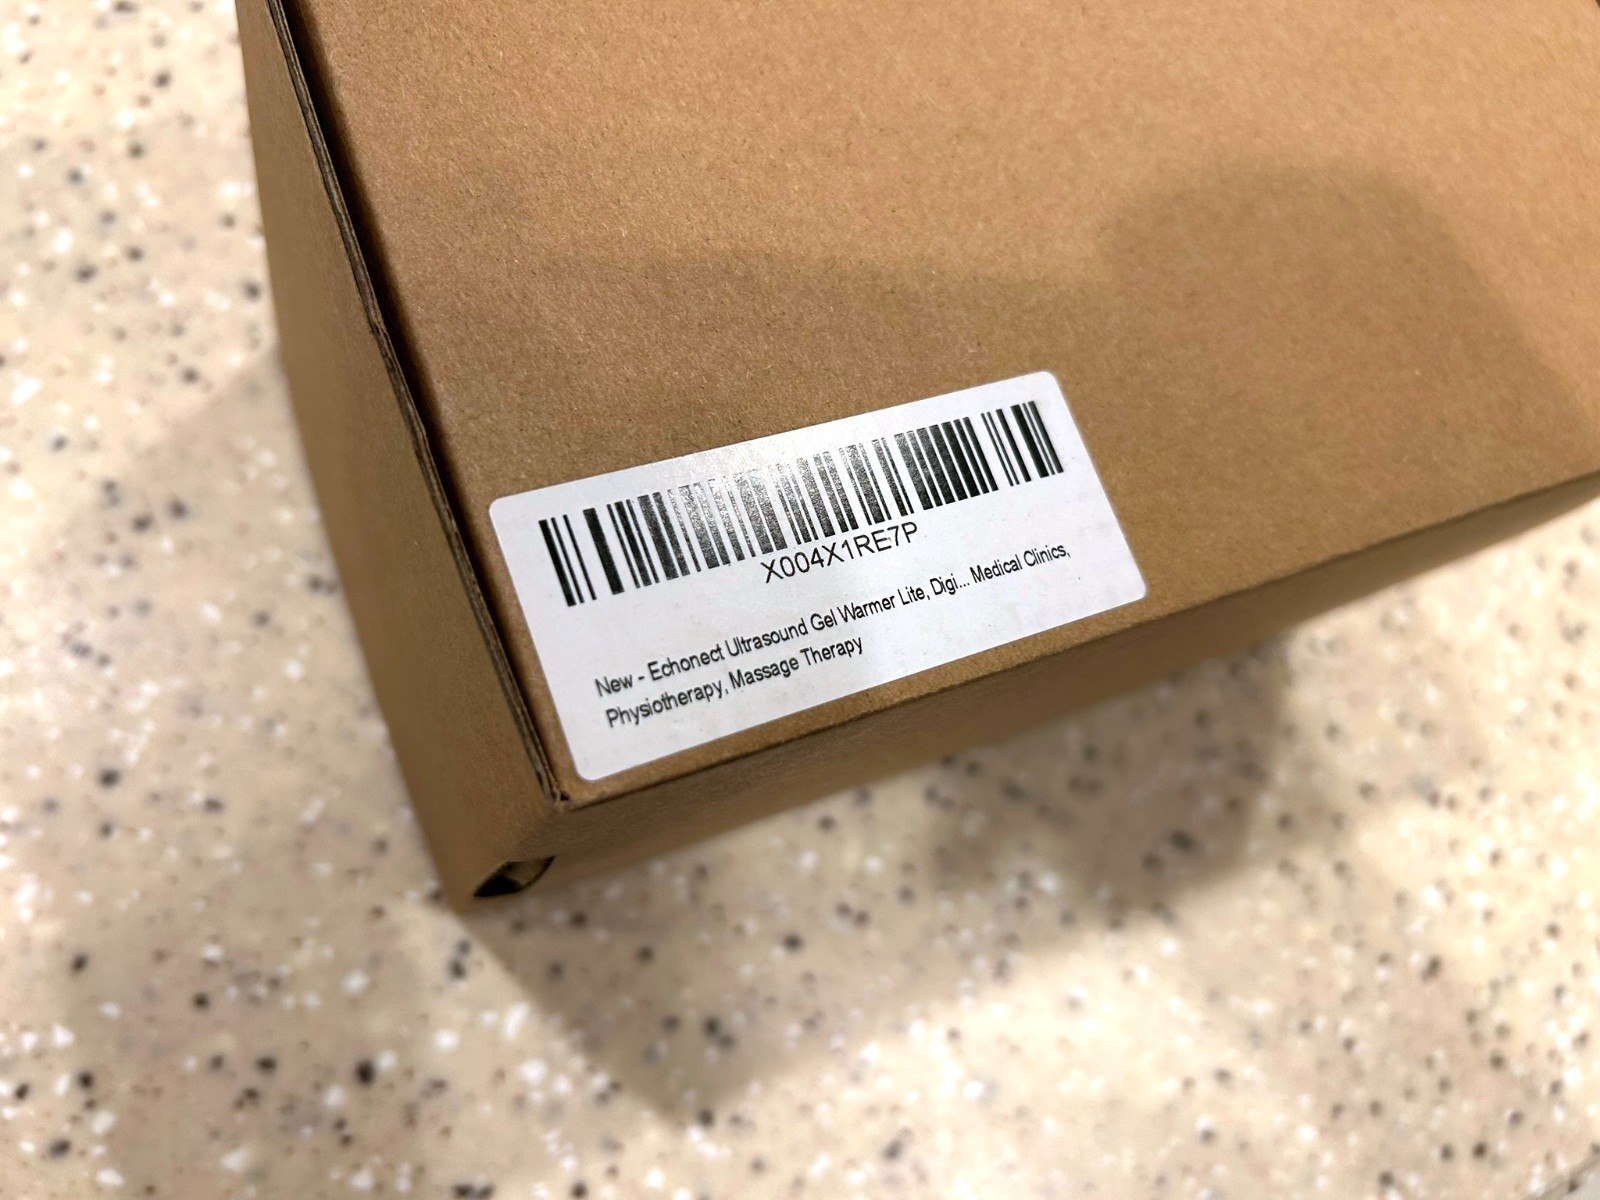 X004X1RE7P
New - Echonect Ultrasound Gel Warmer Lite, Digi... Medical Clinics,
Physiotherapy, Massage Therapy